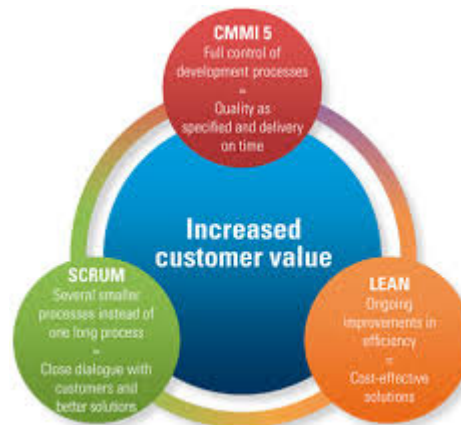 CMMI 5
Full control of
development processes
=
Quality as
specified and delivery
on time
Increased
customer value
SCRUM
Several smaller
processes instead of
one long process
=
Close dialogue with
customers and
better solutions
LEAN
Ongoing
improvements in
efficiency
=
Cost-effective
solutions